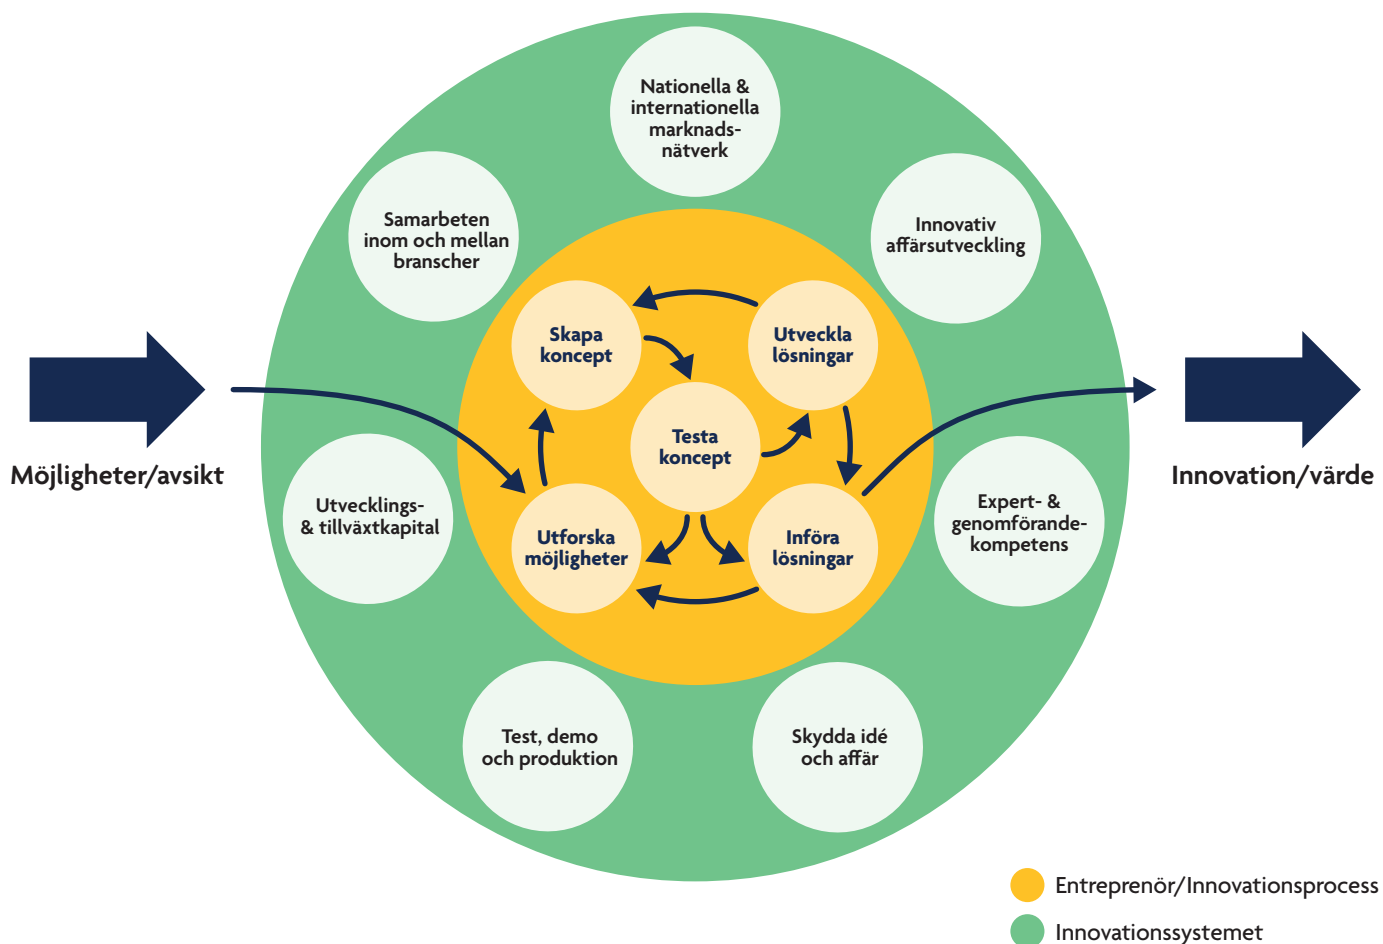 Nationella &
internationella
marknads-
nätverk
Samarbeten
inom och mellan
branscher
Innovativ
affärsutveckling
Skapa
koncept
Utveckla
lösningar
Testa
koncept
Möjligheter/avsikt
Innovation/värde
Utvecklings-
& tillväxtkapital
Utforska
möjligheter
Införa
lösningar
Expert- &
genomförande-
kompetens
Test, demo
och produktion
Skydda idé
och affär
Entreprenör/Innovationsprocess
Innovationssystemet